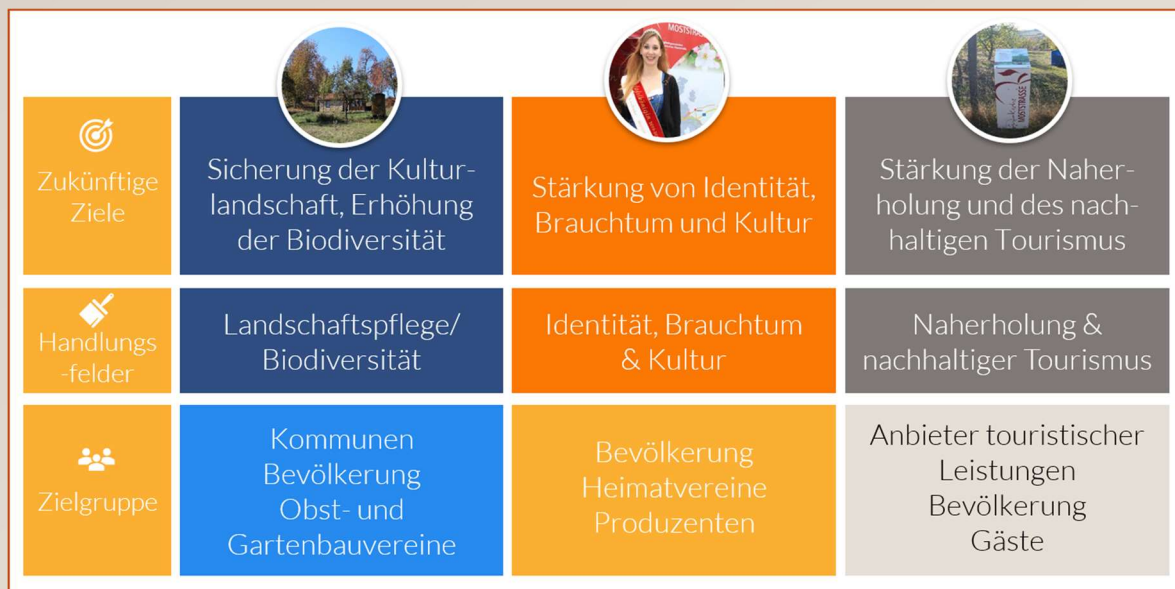 MOSTSTRASSE
MOSTSTRASSE
Zukünftige
Ziele
Sicherung der Kultur-
landschaft, Erhöhung
der Biodiversität
Stärkung von Identität,
Brauchtum und Kultur
Stärkung der Naher-
holung und des nach-
haltigen Tourismus
Handlungs
-felder
Landschaftspflege/
Biodiversität
Identität, Brauchtum
& Kultur
Naherholung &
nachhaltiger Tourismus
Zielgruppe
Kommunen
Bevölkerung
Obst- und
Gartenbauvereine
Bevölkerung
Heimatvereine
Produzenten
Anbieter touristischer
Leistungen
Bevölkerung
Gäste